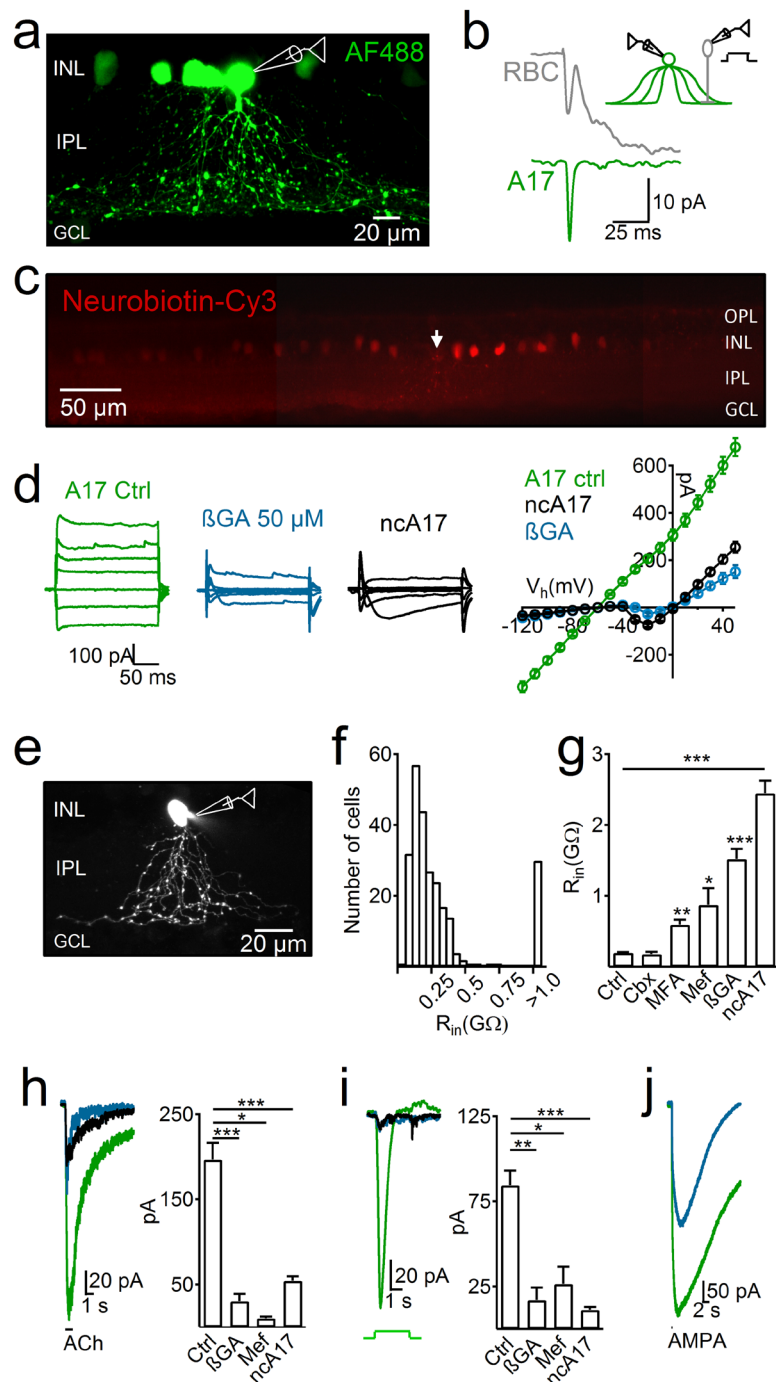 a
AF488
INL
IPL
GCL
20 µm
b
RBC
A17
10 pA
25 ms
c
Neurobiotin-Cy3
OPL
INL
IPL
GCL
50 µm
d
A17 Ctrl
ßGA 50 µM
ncA17
100 pA
50 ms
A17 ctrl
ncA17
ßGA
pA
600
400
200
-200
Vh(mV)
-120 -80 -40 40
e
INL
IPL
GCL
20 µm
f
Number of cells
60
40
20
0
0.25 0.5 0.75 >1.0
Rin(GΩ)
g
Rin(GΩ)
3
2
1
***
** * ***
Ctrl Cbx MFA Mef ßGA ncA17
h
20 pA
1 s
ACh
pA
250
150
50
***
*
***
Ctrl ßGA Mef ncA17
i
20 pA
1 s
pA
125
75
25
***
*
**
Ctrl ßGA Mef ncA17
j
50 pA
2 s
AMPA